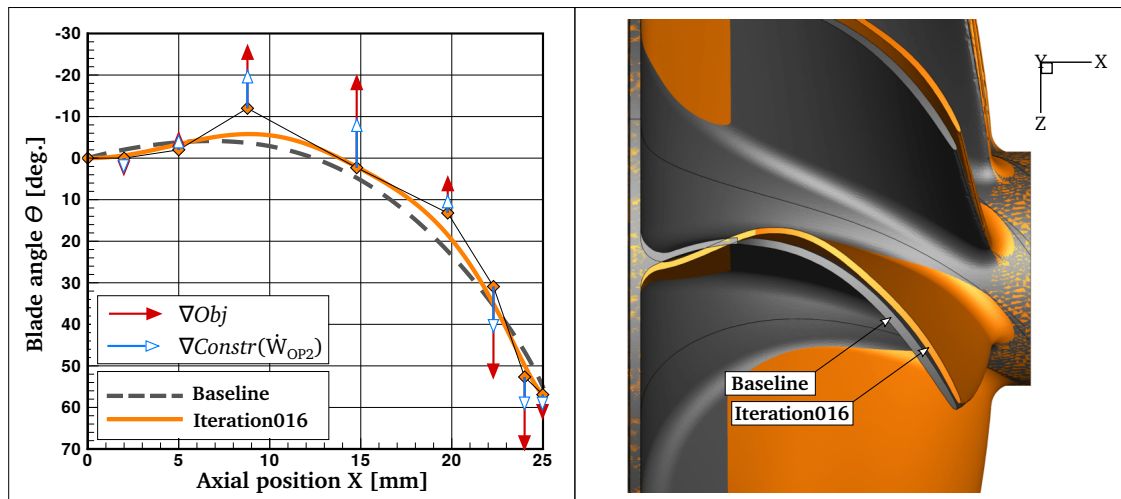 -30
-20
-10
0
10
20
30
40
50
60
70
Blade angle Θ [deg.]
∇Obj
∇Constr(ẆOP2)
Baseline
Iteration016
0 5 10 15 20 25
Axial position X [mm]
Y X
Z
Baseline
Iteration016